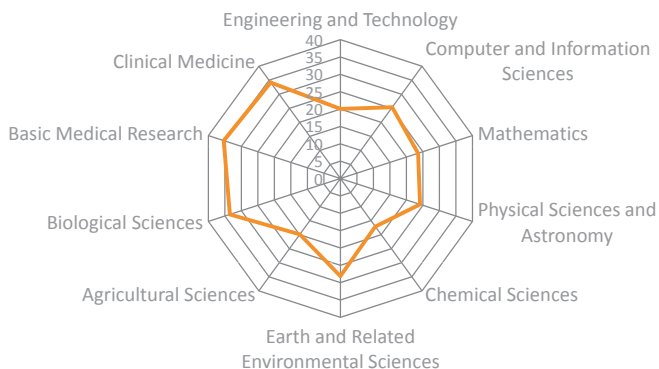 Engineering and Technology
40
35
30
25
20
15
10
5
0
Computer and Information
Sciences
Mathematics
Physical Sciences and
Astronomy
Chemical Sciences
Earth and Related
Environmental Sciences
Agricultural Sciences
Biological Sciences
Basic Medical Research
Clinical Medicine